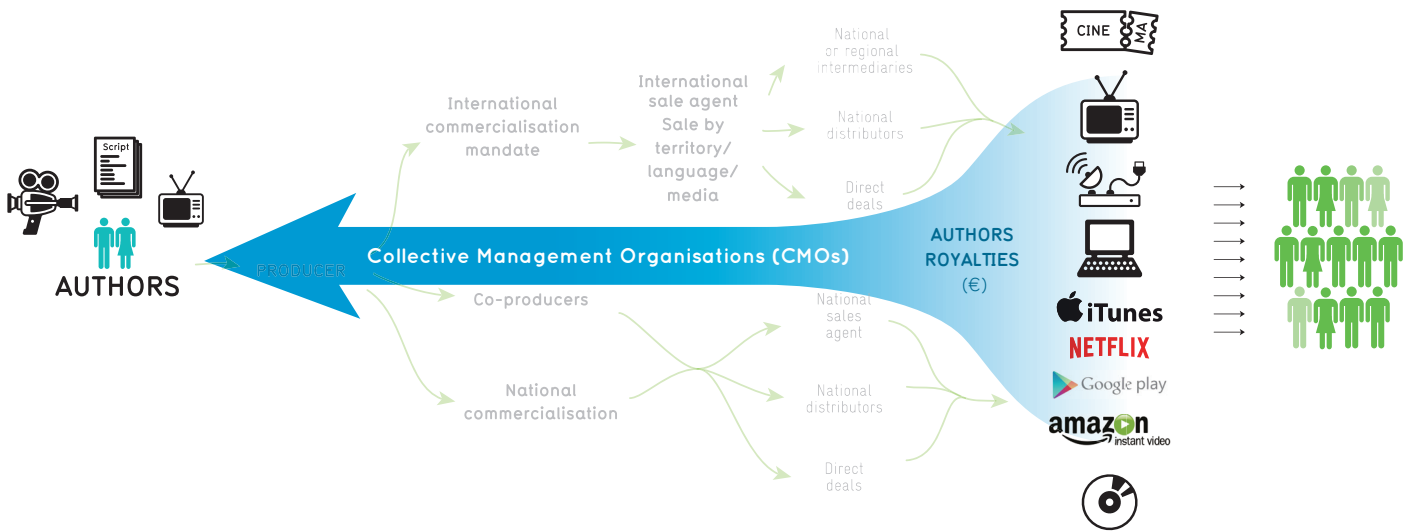 Script
AUTHORS
PRODUCER
International
commercialisation
mandate
International
sale agent
Sale by
territory/
language/
media
National
or regional
intermediaries
National
distributors
Direct
deals
Collective Management Organisations (CMOs)
AUTHORS
ROYALTIES
(€)
Co-producers
National
commercialisation
National
sales
agent
National
distributors
Direct
deals
CINE
MA
iTunes
NETFLIX
Google play
amazon
instant video